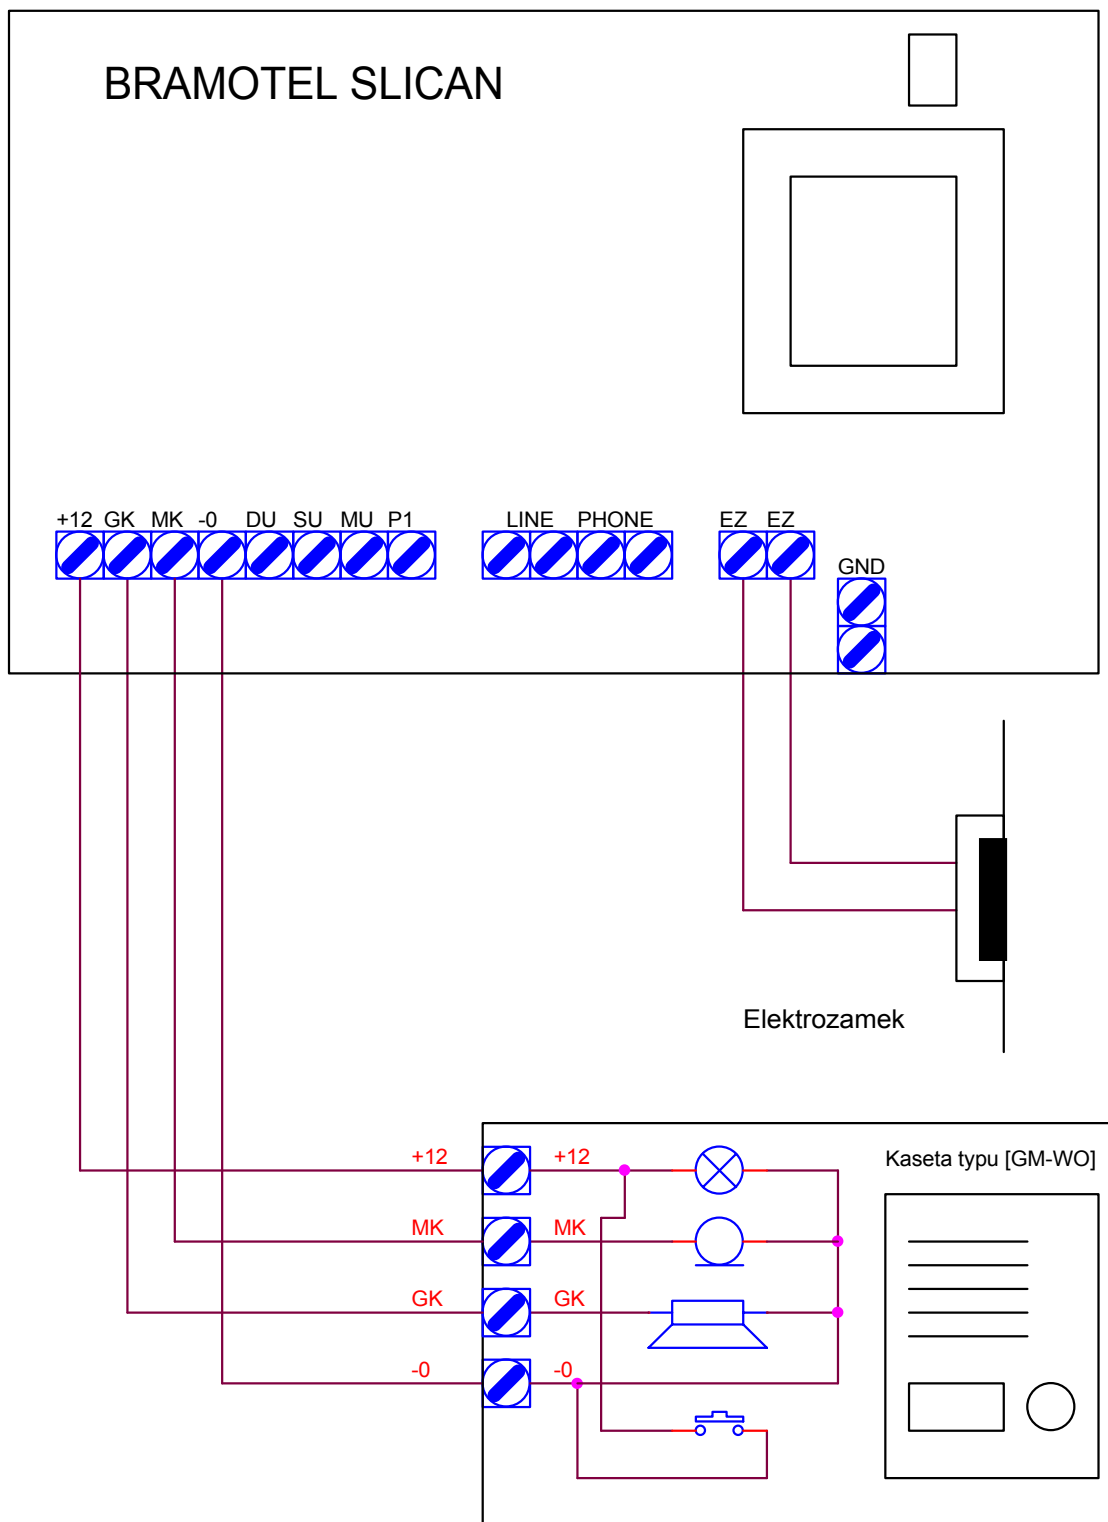 BRAMOTEL SLICAN
+12 GK MK -0 DU SU MU P1 LINE PHONE EZ EZ
GND
Elektrozamek
Kaseta typu [GM-WO]
+12 +12
MK MK
GK GK
-0 -0